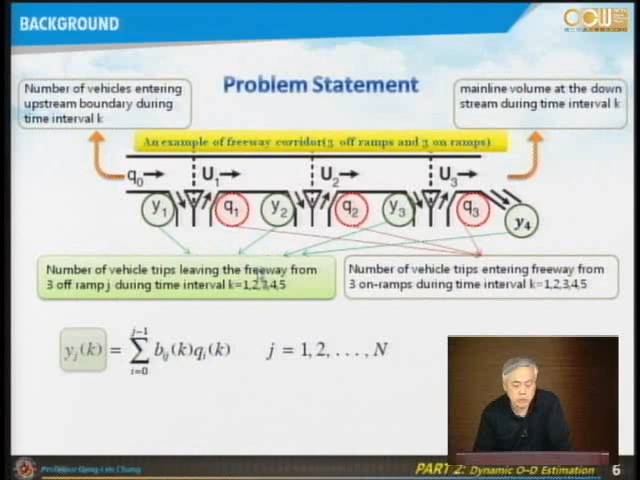 BACKGROUND
OCW
Problem Statement
Number of vehicles entering
upstream boundary during
time interval k
mainline volume at the down
stream during time interval k
An example of freeway corridor(3 off ramps and 3 on ramps)
q0 U1 U2 U3
y1 q1 y2 q2 y3 q3 y4
Number of vehicle trips leaving the freeway from
3 off ramp j during time interval k=1,2,3,4,5
Number of vehicle trips entering freeway from
3 on-ramps during time interval k=1,2,3,4,5
yj(k) = ∑ i=0 j−1 bij(k)qi(k) j = 1, 2, . . . , N
Professor Gang-Len Chang
PART 2: Dynamic O-D Estimation 6